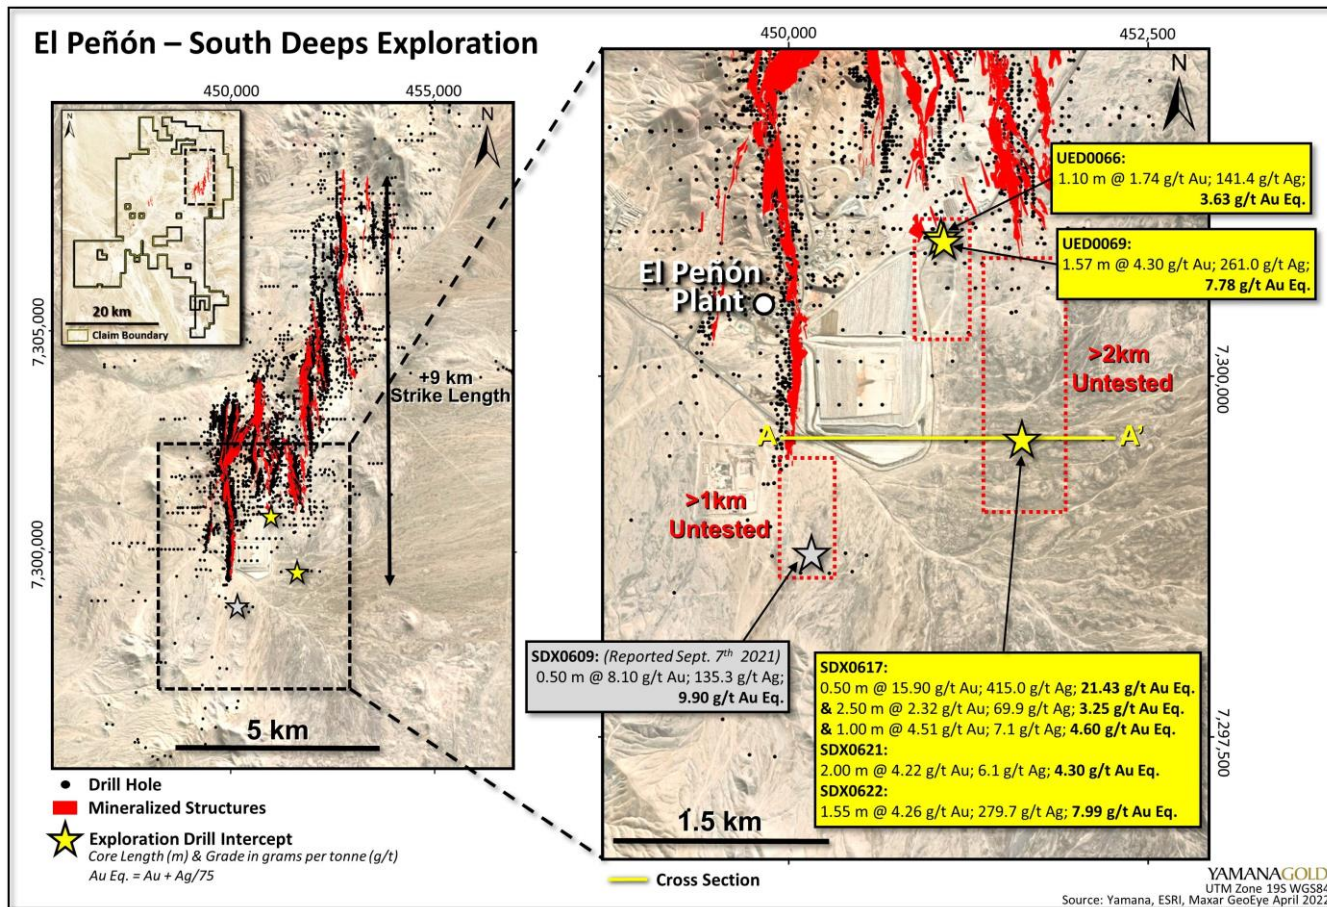 El Peñón – South Deeps Exploration
450,000
455,000
N
N
20 km
Claim Boundary
7,305,000
7,300,000
+9 km
Strike Length
5 km
Drill Hole
Mineralized Structures
Exploration Drill Intercept
Core Length (m) & Grade in grams per tonne (g/t)
Au Eq. = Au + Ag/75
450,000
452,500
N
UED0066:
1.10 m @ 1.74 g/t Au; 141.4 g/t Ag;
3.63 g/t Au Eq.
UED0069:
1.57 m @ 4.30 g/t Au; 261.0 g/t Ag;
7.78 g/t Au Eq.
El Peñón
Plant
>2km
Untested
7,300,000
A
A'
>1km
Untested
SDX0609: (Reported Sept. 7th 2021)
0.50 m @ 8.10 g/t Au; 135.3 g/t Ag;
9.90 g/t Au Eq.
SDX0617:
0.50 m @ 15.90 g/t Au; 415.0 g/t Ag; 21.43 g/t Au Eq.
& 2.50 m @ 2.32 g/t Au; 69.9 g/t Ag; 3.25 g/t Au Eq.
& 1.00 m @ 4.51 g/t Au; 7.1 g/t Ag; 4.60 g/t Au Eq.
SDX0621:
2.00 m @ 4.22 g/t Au; 6.1 g/t Ag; 4.30 g/t Au Eq.
SDX0622:
1.55 m @ 4.26 g/t Au; 279.7 g/t Ag; 7.99 g/t Au Eq.
7,297,500
1.5 km
Cross Section
YAMANAGOLD
UTM Zone 19S WGS84
Source: Yamana, ESRI, Maxar GeoEye April 2022